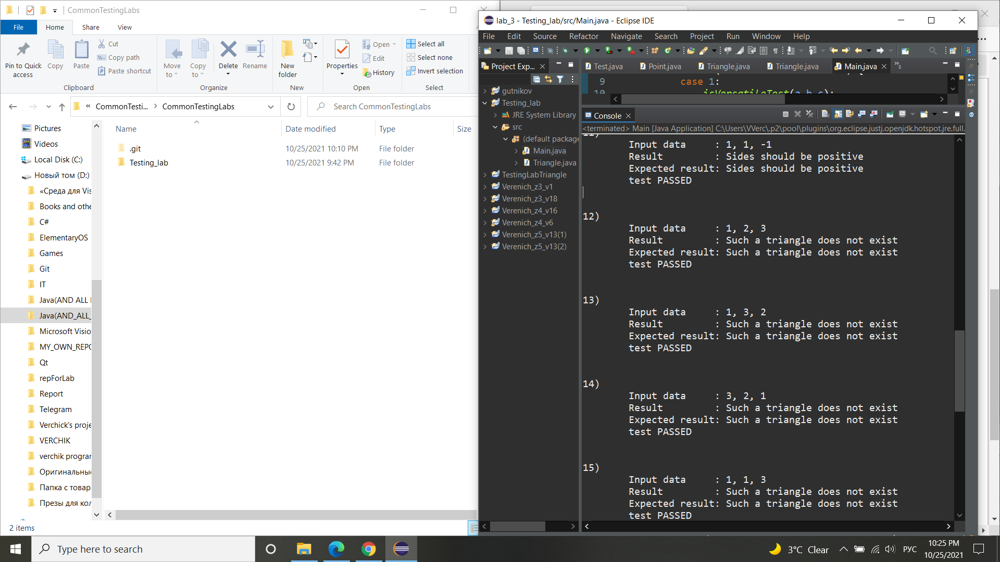 CommonTestingLabs
File
Home
Share
View
Pin to Quick access
Copy
Paste
Cut
Copy path
Paste shortcut
Clipboard
Move to
Copy to
Delete
Rename
Organize
New folder
New
Properties
Open
Edit
History
Open
Select all
Select none
Invert selection
Select
« CommonTesti... > CommonTestingLabs
Search CommonTestingLabs
Name
Date modified
Type
Size
.git 10/25/2021 10:10 PM File folder
Testing_lab 10/25/2021 9:42 PM File folder
Pictures
Videos
Local Disk (C:)
Новый том (D:)
«Среда для Vis
Books and othe
C#
ElementaryOS
Games
Git
IT
Java(AND ALL
Java(AND_ALL_
Microsoft Visio
MY_OWN_REPO
Qt
repForLab
Report
Telegram
Verchick's proje
VERCHIK
verchik program
Оригинальные
Папка с товар
Презы для кол
2 items
lab_3 - Testing_lab/src/Main.java - Eclipse IDE
File Edit Source Refactor Navigate Search Project Run Window Help
Project Exp...
gutnikov
Testing_lab
JRE System Library
src
(default package
Main.java
Triangle.java
TestingLabTriangle
Verenich_z3_v1
Verenich_z3_v18
Verenich_z4_v16
Verenich_z4_v6
Verenich_z5_v13(1)
Verenich_z5_v13(2)
Test.java
Point.java
Triangle.java
Triangle.java
Main.java
»8
9 case 1:
10 isVersatileTest(a,b,c);
Console
<terminated> Main [Java Application] C:\Users\VVerc\.p2\pool\plugins\org.eclipse.justj.openjdk.hotspot.jre.full.
11)
Input data : 1, 1, -1
Result : Sides should be positive
Expected result: Sides should be positive
test PASSED
12)
Input data : 1, 2, 3
Result : Such a triangle does not exist
Expected result: Such a triangle does not exist
test PASSED
13)
Input data : 1, 3, 2
Result : Such a triangle does not exist
Expected result: Such a triangle does not exist
test PASSED
14)
Input data : 3, 2, 1
Result : Such a triangle does not exist
Expected result: Such a triangle does not exist
test PASSED
15)
Input data : 1, 1, 3
Result : Such a triangle does not exist
Expected result: Such a triangle does not exist
test PASSED
Type here to search
3°C Clear
РУС
10:25 PM
10/25/2021